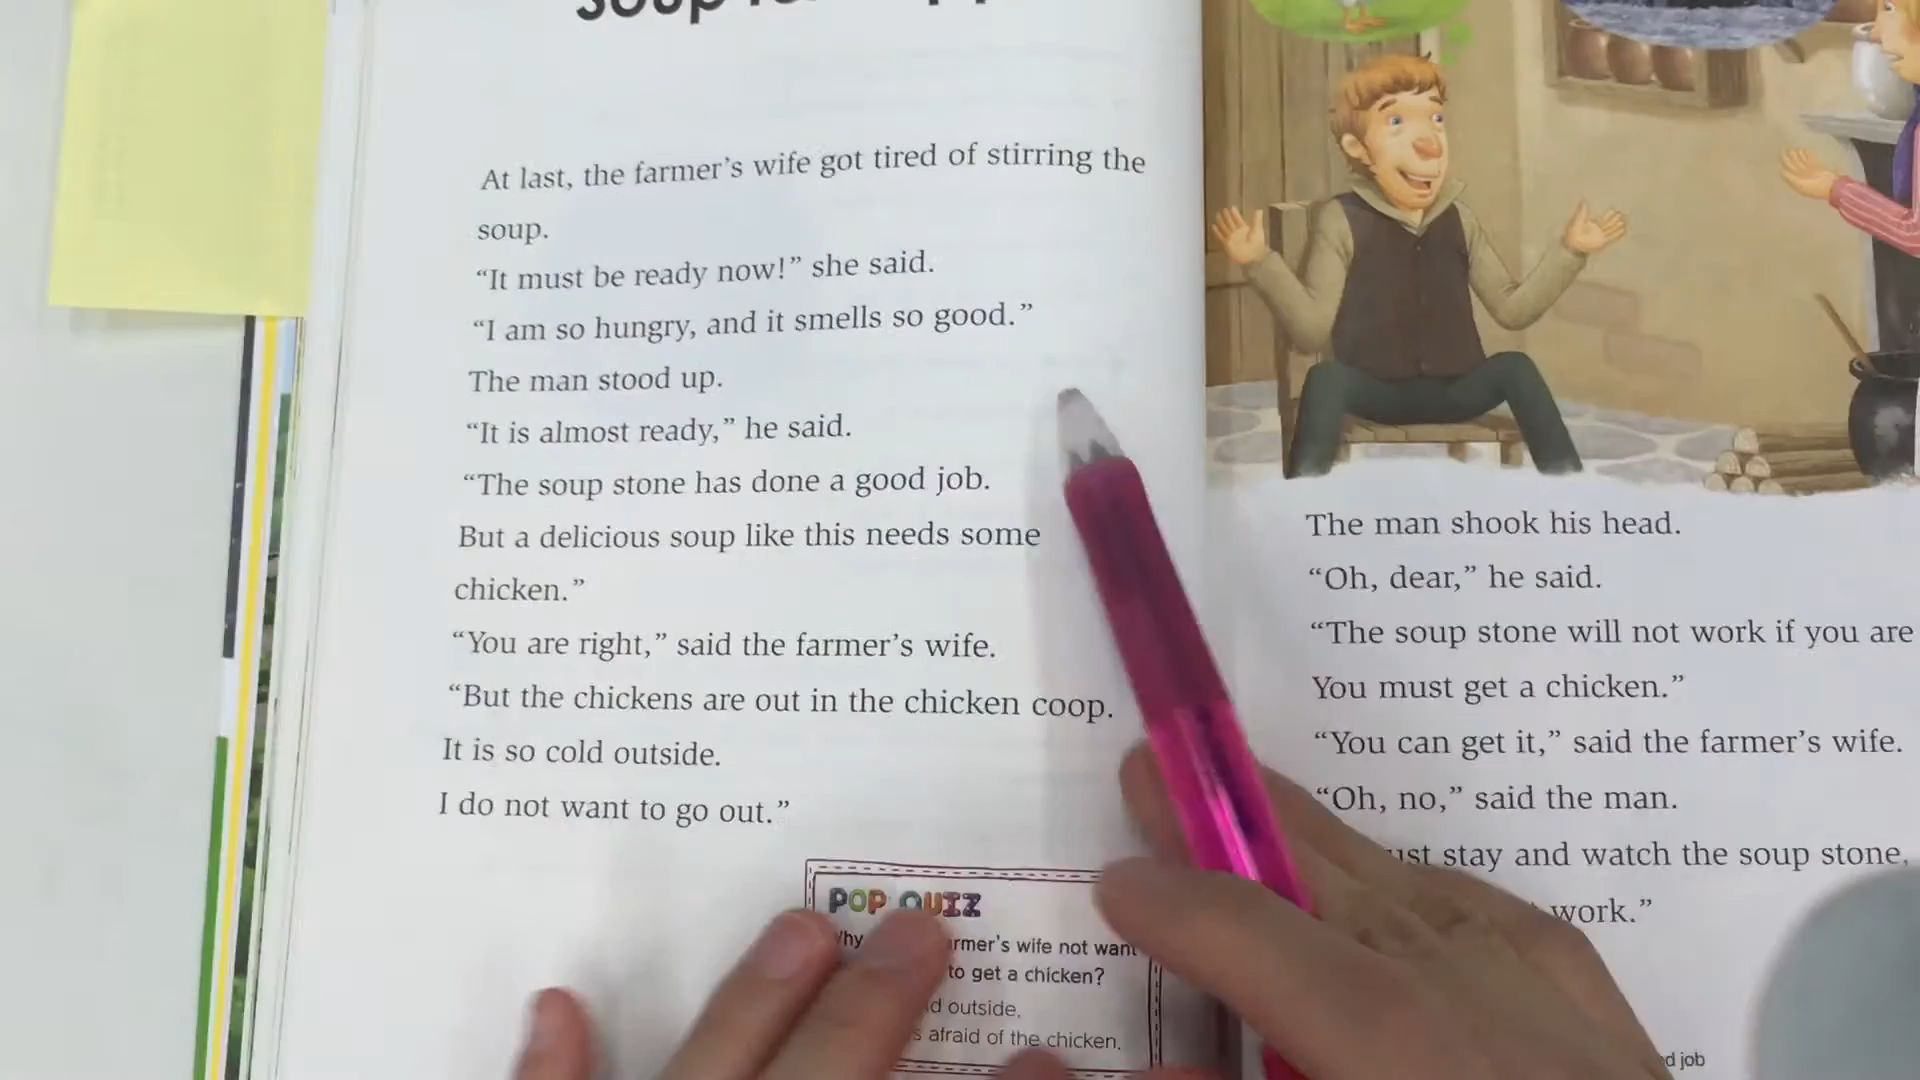 At last, the farmer's wife got tired of stirring the
soup.
“It must be ready now!” she said.
“I am so hungry, and it smells so good.”
The man stood up.
“It is almost ready,” he said.
“The soup stone has done a good job.
But a delicious soup like this needs some
chicken.”
“You are right,” said the farmer's wife.
“But the chickens are out in the chicken coop.
It is so cold outside.
I do not want to go out.”
POP QUIZ
wife not want
to get a chicken?
outside.
afraid of the chicken.
The man shook his head.
“Oh, dear,” he said.
“The soup stone will not work if you are
You must get a chicken.”
“You can get it,” said the farmer's wife.
“Oh, no,” said the man.
stay and watch the soup stone,
work.”
job